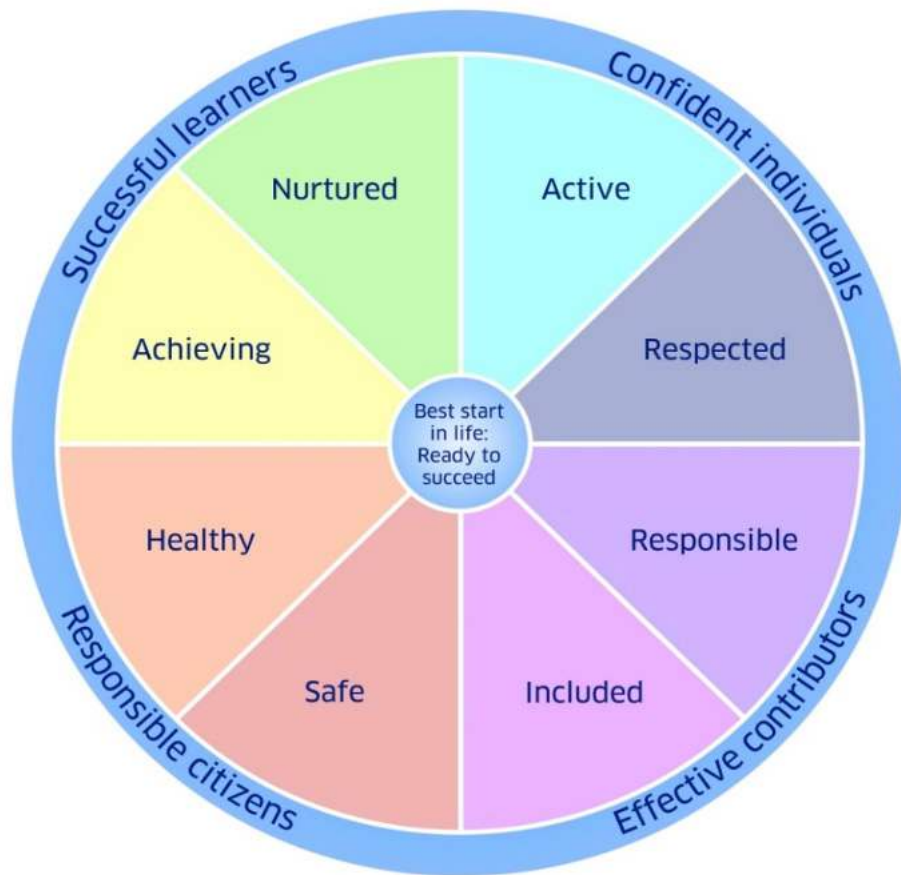 Successful learners
Confident individuals
Nurtured
Active
Achieving
Respected
Best start
in life:
Ready to
succeed
Healthy
Responsible
Safe
Included
Responsible citizens
Effective contributors